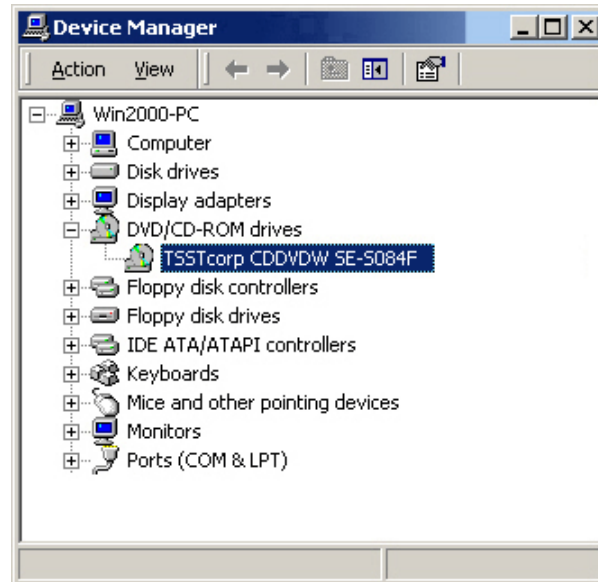 Device Manager
Action View
Win2000-PC
Computer
Disk drives
Display adapters
DVD/CD-ROM drives
TSSTcorp CDDVDW SE-S084F
Floppy disk controllers
Floppy disk drives
IDE ATA/ATAPI controllers
Keyboards
Mice and other pointing devices
Monitors
Ports (COM & LPT)